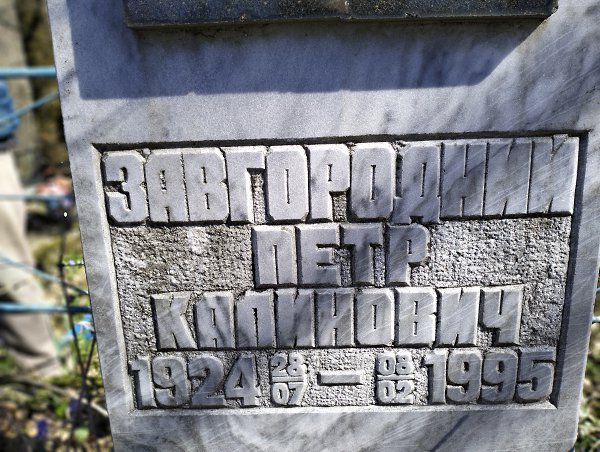 ЗАВГОРОДНИЙ
ПЕТР
КАЛИНОВИЧ
1924 28/07 — 08/02 1995